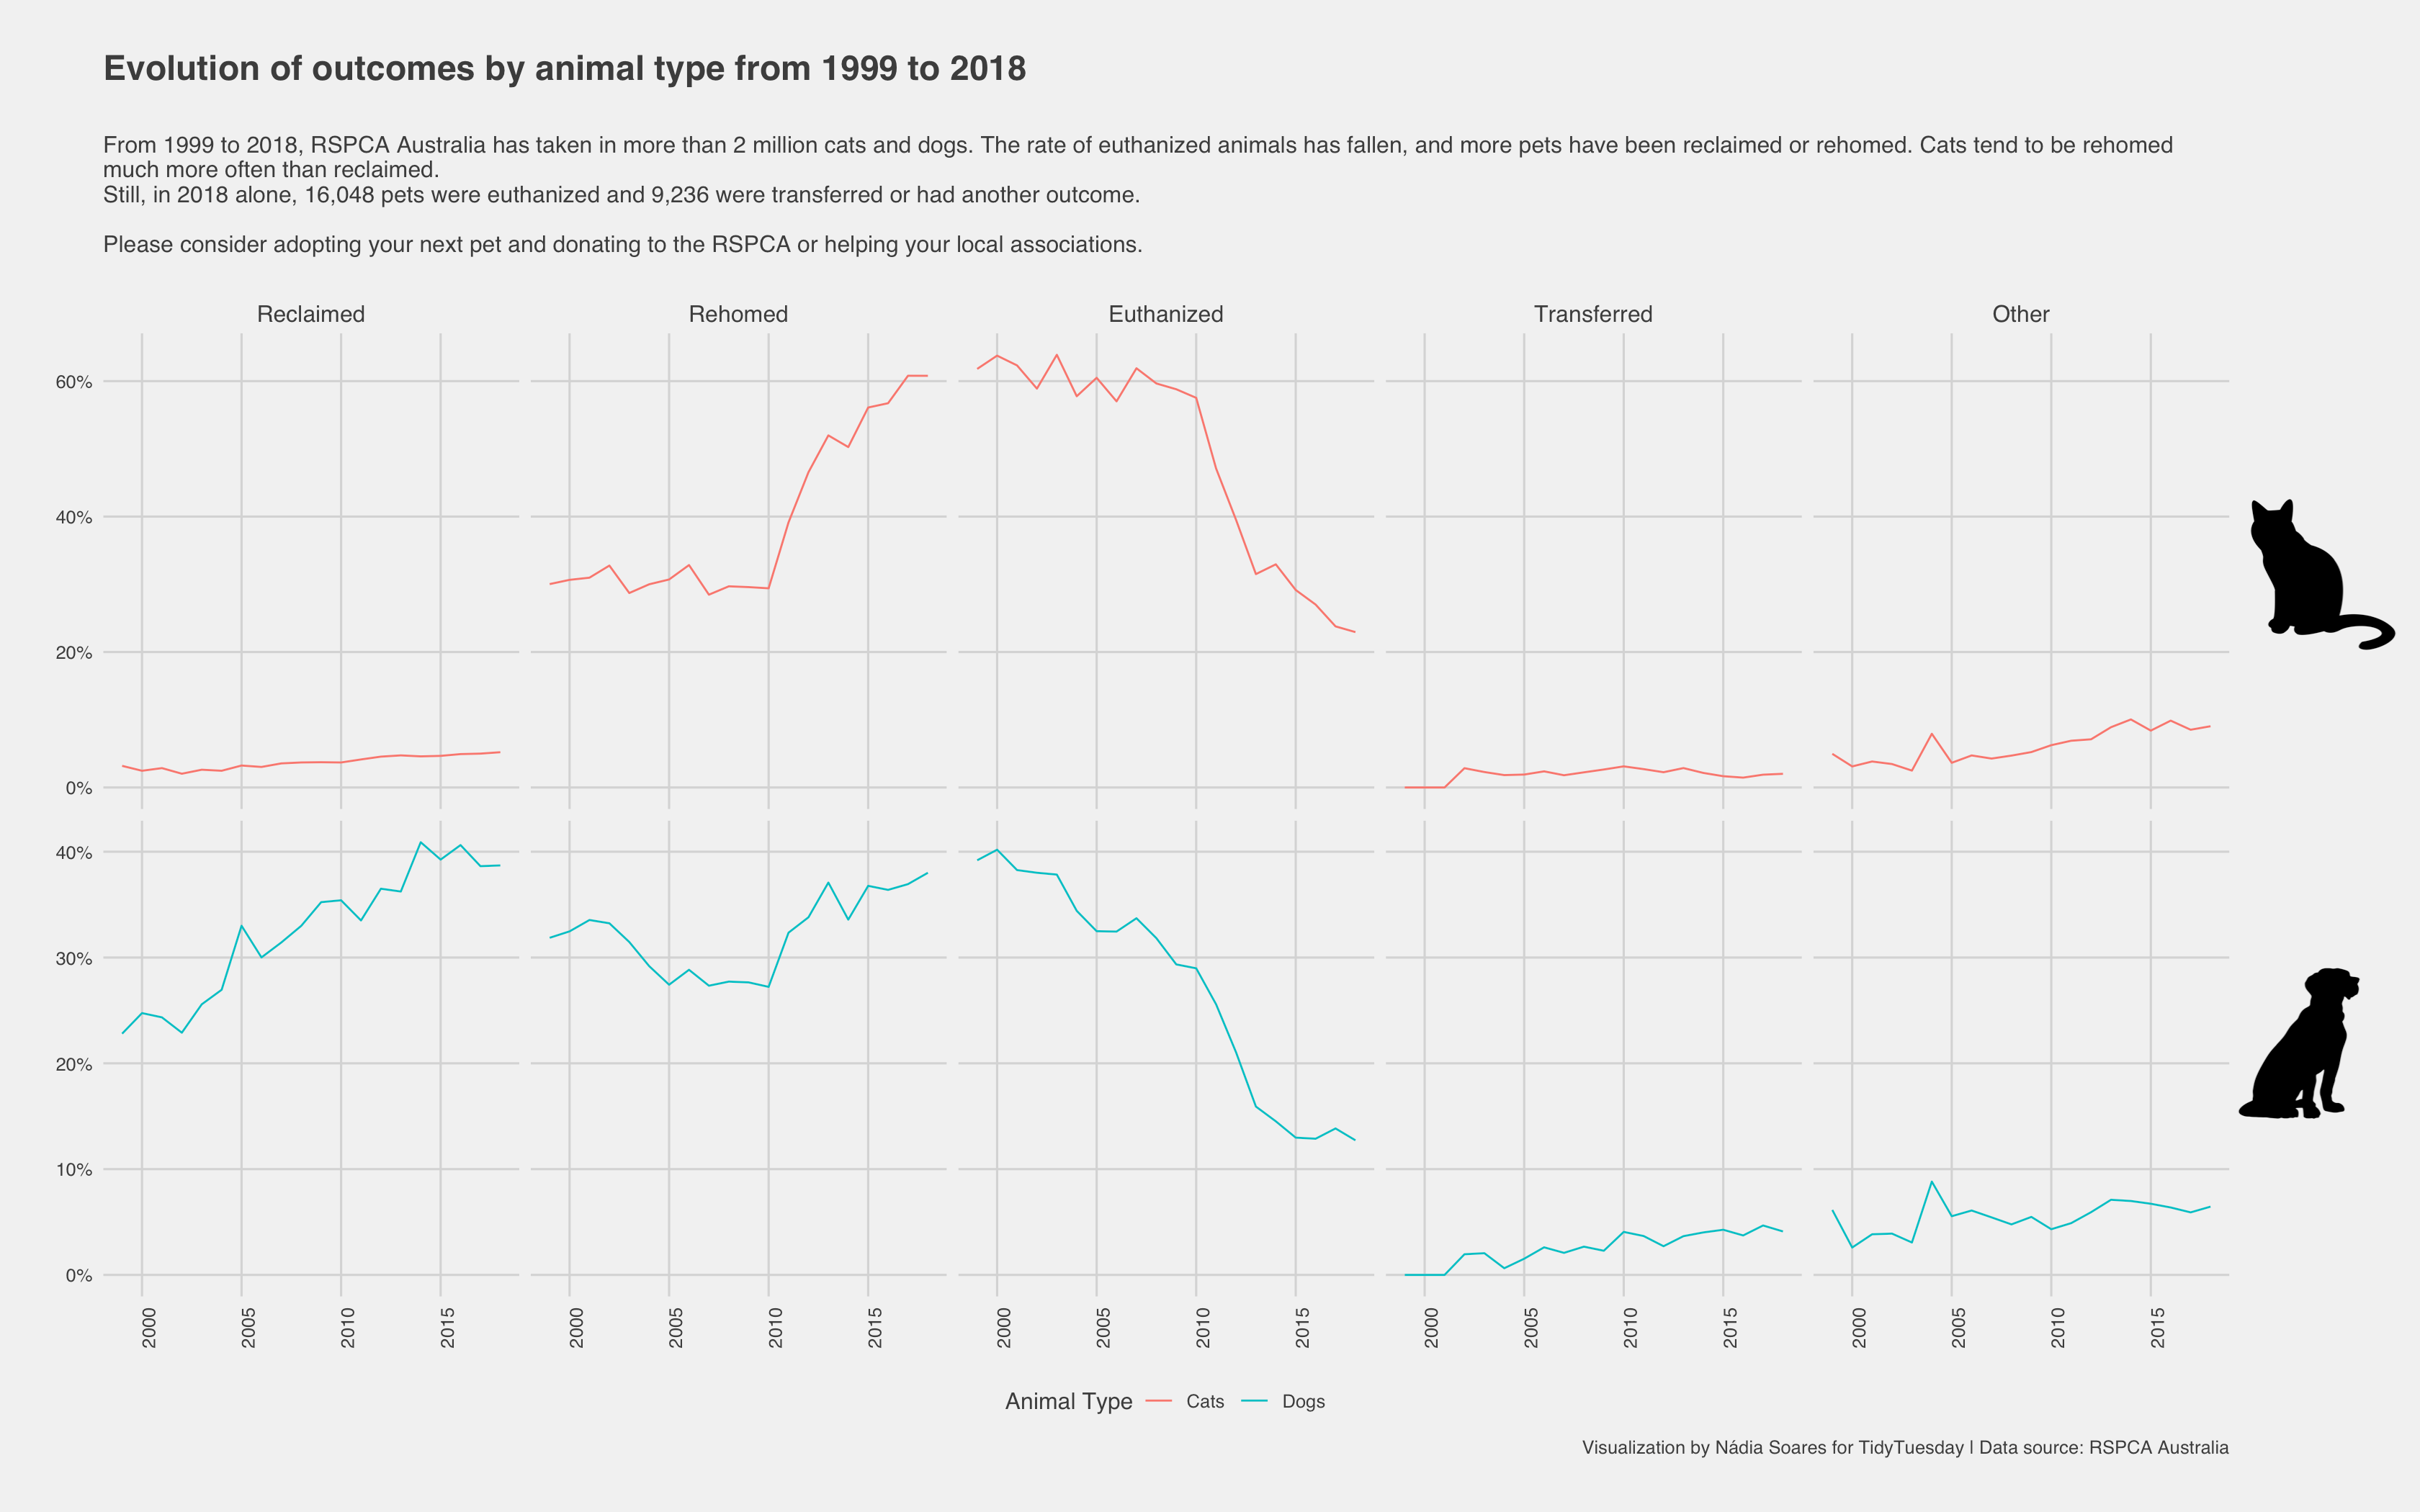 Evolution of outcomes by animal type from 1999 to 2018
From 1999 to 2018, RSPCA Australia has taken in more than 2 million cats and dogs. The rate of euthanized animals has fallen, and more pets have been reclaimed or rehomed. Cats tend to be rehomed
much more often than reclaimed.
Still, in 2018 alone, 16,048 pets were euthanized and 9,236 were transferred or had another outcome.
Please consider adopting your next pet and donating to the RSPCA or helping your local associations.
Reclaimed Rehomed Euthanized Transferred Other
60%
40%
20%
0%
40%
30%
20%
10%
0%
2000 2005 2010 2015 2000 2005 2010 2015 2000 2005 2010 2015 2000 2005 2010 2015 2000 2005 2010 2015
Animal Type Cats Dogs
Visualization by Nádia Soares for TidyTuesday | Data source: RSPCA Australia